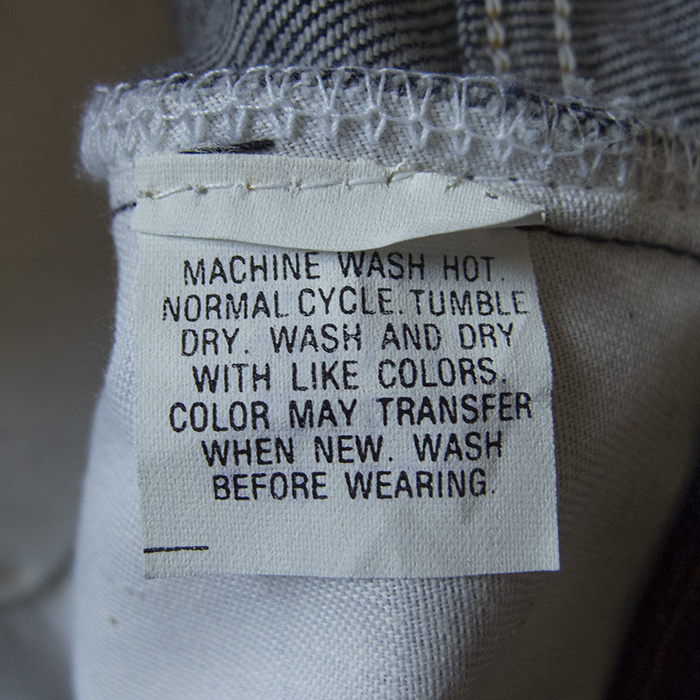 MACHINE WASH HOT.
NORMAL CYCLE. TUMBLE
DRY. WASH AND DRY
WITH LIKE COLORS.
COLOR MAY TRANSFER
WHEN NEW. WASH
BEFORE WEARING.